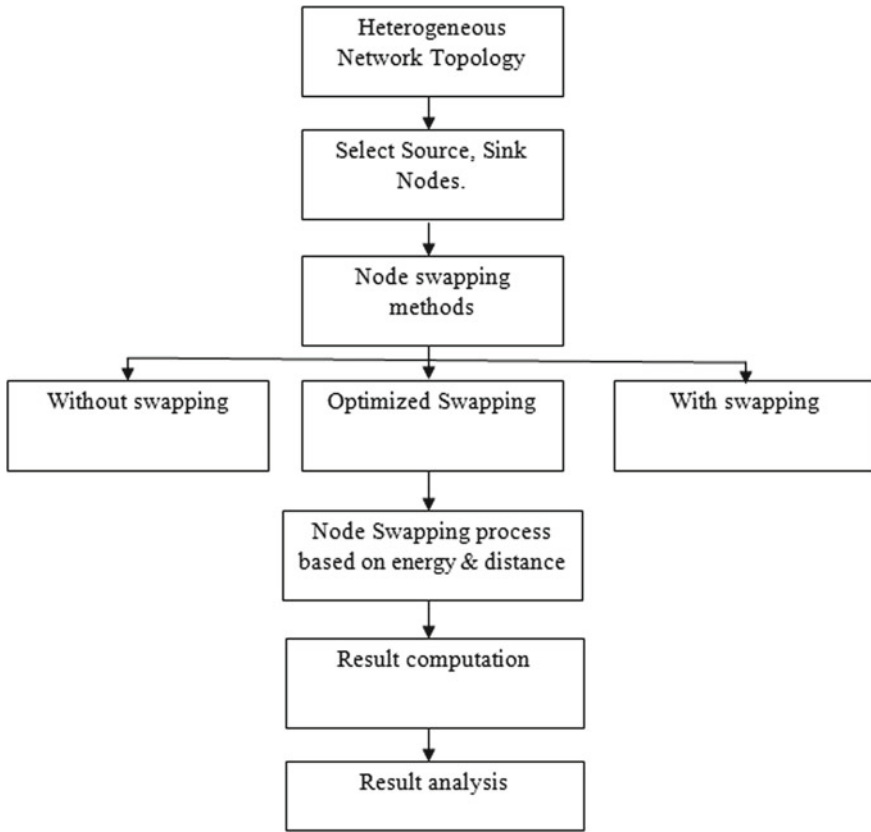 Heterogeneous
Network Topology
Select Source, Sink
Nodes.
Node swapping
methods
Without swapping
Optimized Swapping
With swapping
Node Swapping process
based on energy & distance
Result computation
Result analysis